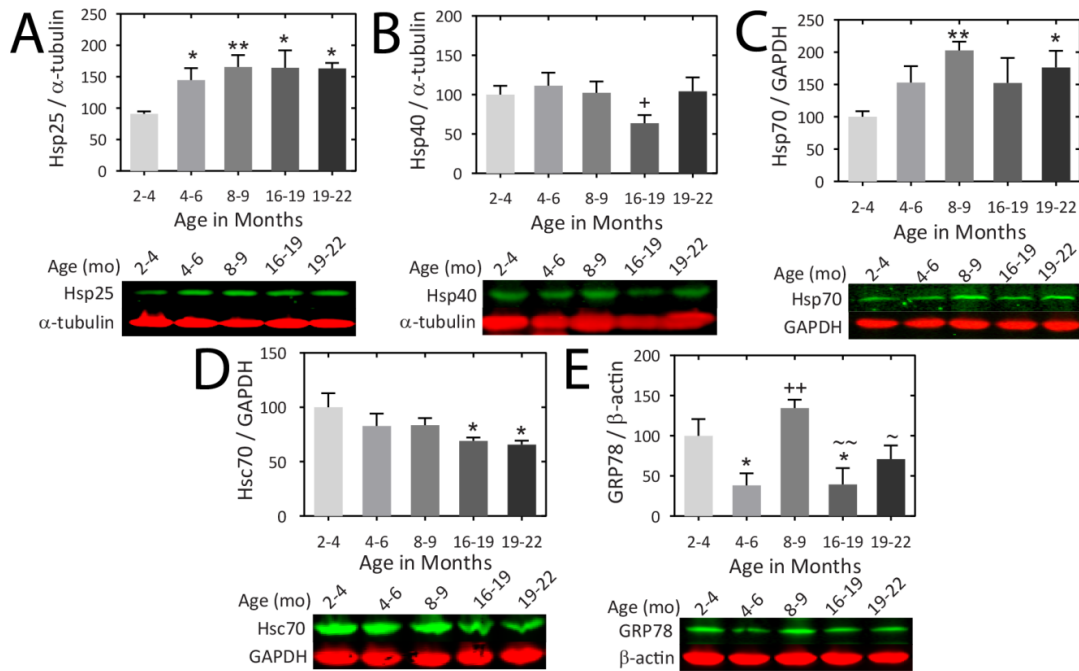 A
Hsp25 / α-tubulin
200
150
100
50
0
*
**
*
*
2-4 4-6 8-9 16-19 19-22
Age in Months
Age (mo) 2-4 4-6 8-9 16-19 19-22
Hsp25
α-tubulin
B
Hsp40 / α-tubulin
200
150
100
50
0
+
2-4 4-6 8-9 16-19 19-22
Age in Months
Age (mo) 2-4 4-6 8-9 16-19 19-22
Hsp40
α-tubulin
C
Hsp70 / GAPDH
250
200
150
100
50
0
**
*
2-4 4-6 8-9 16-19 19-22
Age in Months
Age (mo) 2-4 4-6 8-9 16-19 19-22
Hsp70
GAPDH
D
Hsc70 / GAPDH
150
100
50
0
*
*
2-4 4-6 8-9 16-19 19-22
Age in Months
Age (mo) 2-4 4-6 8-9 16-19 19-22
Hsc70
GAPDH
E
GRP78 / β-actin
200
150
100
50
0
*
++
~~
*
~
2-4 4-6 8-9 16-19 19-22
Age in Months
Age (mo) 2-4 4-6 8-9 16-19 19-22
GRP78
β-actin